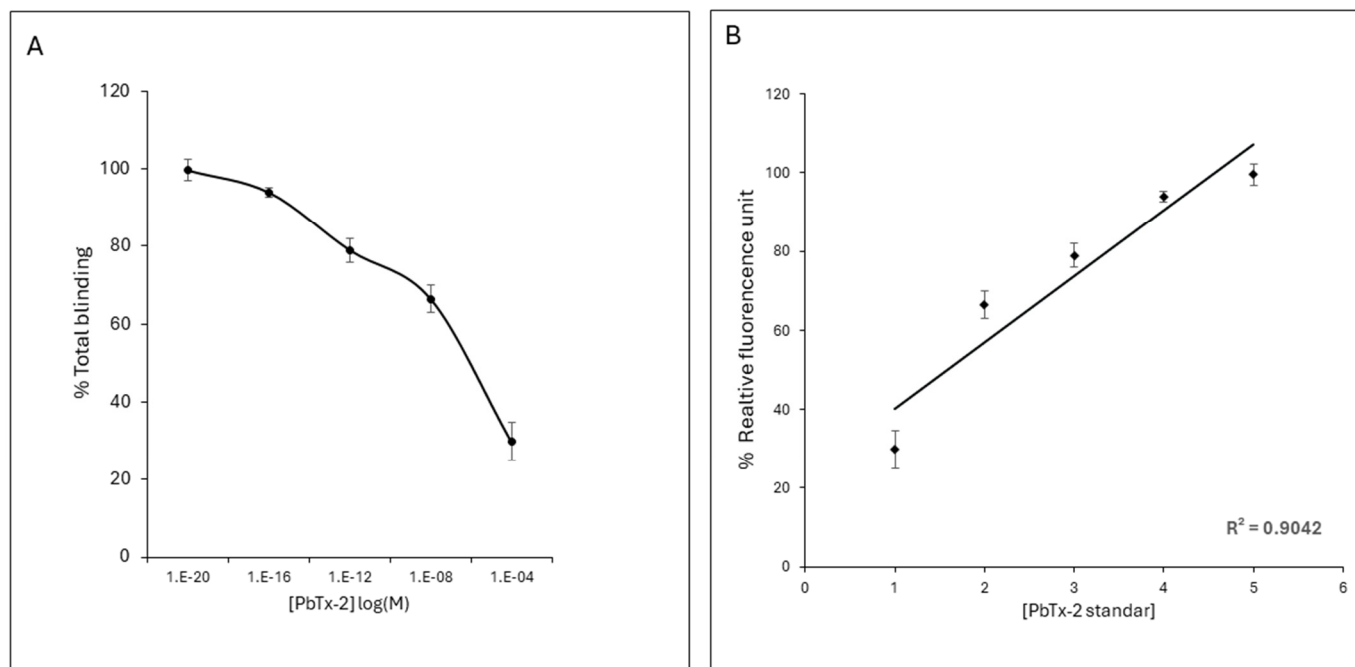 A
120
100
80
60
40
20
0
% Total blinding
1.E-20 1.E-16 1.E-12 1.E-08 1.E-04
[PbTx-2] log(M)
B
120
100
80
60
40
20
0
% Realtive fluorencence unit
R² = 0.9042
0 1 2 3 4 5 6
[PbTx-2 standar]